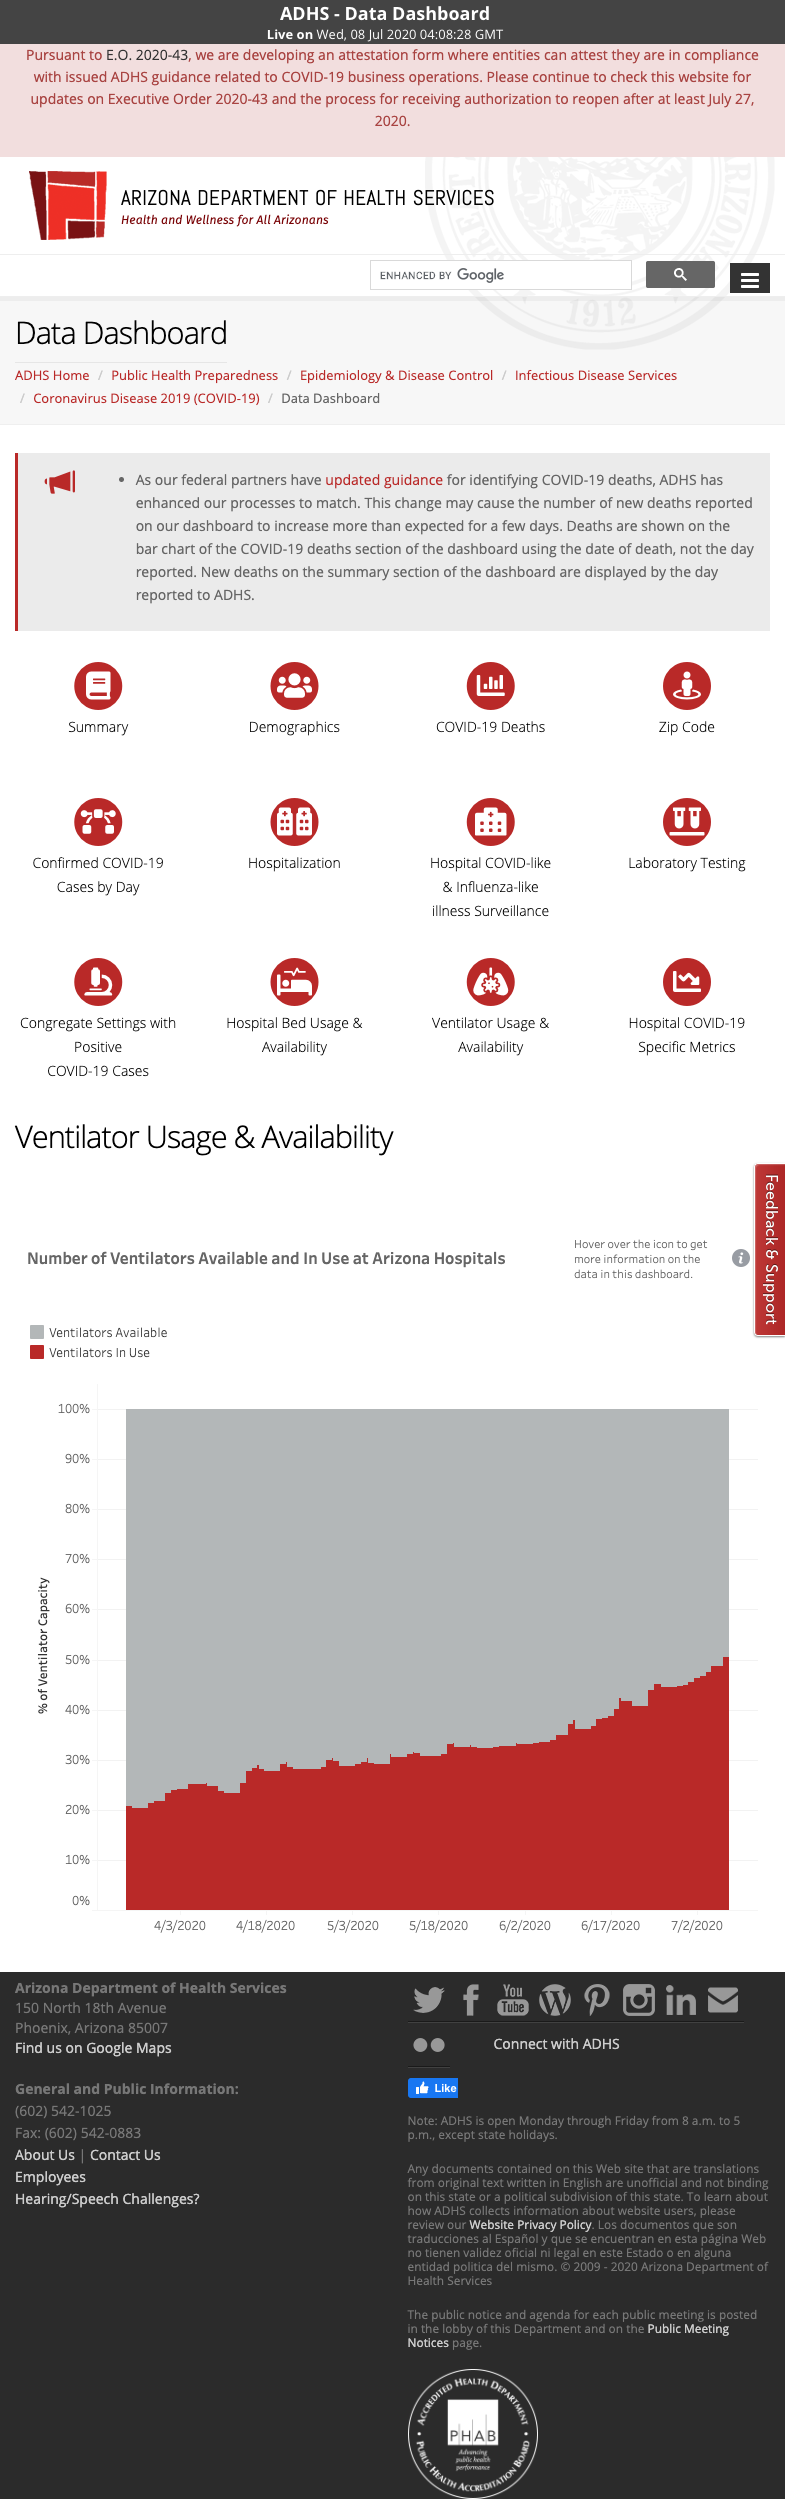 ADHS - Data Dashboard
Live on Wed, 08 Jul 2020 04:08:28 GMT
Pursuant to E.O. 2020-43, we are developing an attestation form where entities can attest they are in compliance
with issued ADHS guidance related to COVID-19 business operations. Please continue to check this website for
updates on Executive Order 2020-43 and the process for receiving authorization to reopen after at least July 27,
2020.
ARIZONA DEPARTMENT OF HEALTH SERVICES
Health and Wellness for All Arizonans
ENHANCED BY Google
1912
Data Dashboard
ADHS Home / Public Health Preparedness / Epidemiology & Disease Control / Infectious Disease Services
/ Coronavirus Disease 2019 (COVID-19) / Data Dashboard
• As our federal partners have updated guidance for identifying COVID-19 deaths, ADHS has
enhanced our processes to match. This change may cause the number of new deaths reported
on our dashboard to increase more than expected for a few days. Deaths are shown on the
bar chart of the COVID-19 deaths section of the dashboard using the date of death, not the day
reported. New deaths on the summary section of the dashboard are displayed by the day
reported to ADHS.
Summary
Demographics
COVID-19 Deaths
Zip Code
Confirmed COVID-19
Cases by Day
Hospitalization
Hospital COVID-like
& Influenza-like
illness Surveillance
Laboratory Testing
Congregate Settings with
Positive
COVID-19 Cases
Hospital Bed Usage &
Availability
Ventilator Usage &
Availability
Hospital COVID-19
Specific Metrics
Ventilator Usage & Availability
Feedback & Support
Number of Ventilators Available and In Use at Arizona Hospitals
Hover over the icon to get
more information on the
data in this dashboard.
i
Ventilators Available
Ventilators In Use
% of Ventilator Capacity
100%
90%
80%
70%
60%
50%
40%
30%
20%
10%
0%
4/3/2020 4/18/2020 5/3/2020 5/18/2020 6/2/2020 6/17/2020 7/2/2020
Arizona Department of Health Services
150 North 18th Avenue
Phoenix, Arizona 85007
Find us on Google Maps
General and Public Information:
(602) 542-1025
Fax: (602) 542-0883
About Us | Contact Us
Employees
Hearing/Speech Challenges?
You
Tube
Connect with ADHS
Like
Note: ADHS is open Monday through Friday from 8 a.m. to 5
p.m., except state holidays.
Any documents contained on this Web site that are translations
from original text written in English are unofficial and not binding
on this state or a political subdivision of this state. To learn about
how ADHS collects information about website users, please
review our Website Privacy Policy. Los documentos que son
traducciones al Español y que se encuentran en esta página Web
no tienen validez oficial ni legal en este Estado o en alguna
entidad politica del mismo. © 2009 - 2020 Arizona Department of
Health Services
The public notice and agenda for each public meeting is posted
in the lobby of this Department and on the Public Meeting
Notices page.
ACCREDITED HEALTH DEPARTMENT
PHAB
Advancing
public health
performance
PUBLIC HEALTH ACCREDITATION BOARD